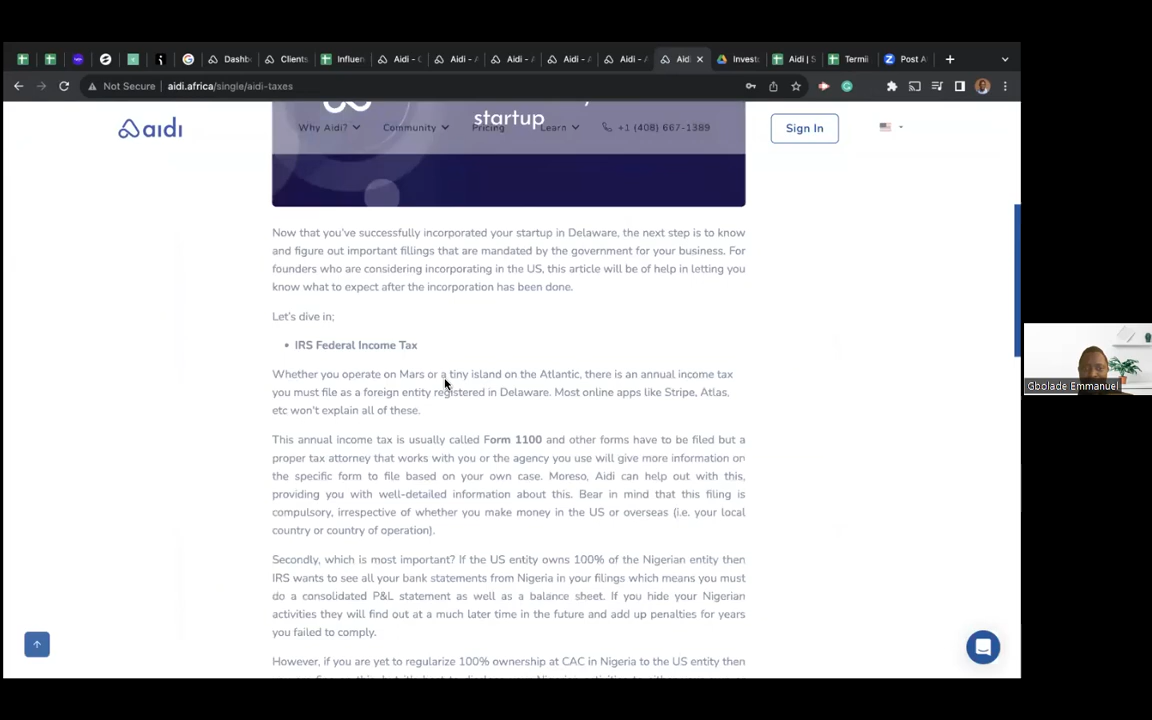 Dashb
Clients
Influen
Aidi - (
Aidi - /
Aidi - /
Aidi - /
Aidi - /
Aidi
Invest
Aidi | S
Termii
Post A
Not Secure
aidi.africa/single/aidi-taxes
startup
aidi
Why Aidi?
Community
Pricing
Learn
+1 (408) 667-1389
Sign In
Now that you've successfully incorporated your startup in Delaware, the next step is to know
and figure out important fillings that are mandated by the government for your business. For
founders who are considering incorporating in the US, this article will be of help in letting you
know what to expect after the incorporation has been done.
Let's dive in;
• IRS Federal Income Tax
Whether you operate on Mars or a tiny island on the Atlantic, there is an annual income tax
you must file as a foreign entity registered in Delaware. Most online apps like Stripe, Atlas,
etc won't explain all of these.
This annual income tax is usually called Form 1100 and other forms have to be filed but a
proper tax attorney that works with you or the agency you use will give more information on
the specific form to file based on your own case. Moreso, Aidi can help out with this,
providing you with well-detailed information about this. Bear in mind that this filing is
compulsory, irrespective of whether you make money in the US or overseas (i.e. your local
country or country of operation).
Secondly, which is most important? If the US entity owns 100% of the Nigerian entity then
IRS wants to see all your bank statements from Nigeria in your filings which means you must
do a consolidated P&L statement as well as a balance sheet. If you hide your Nigerian
activities they will find out at a much later time in the future and add up penalties for years
you failed to comply.
However, if you are yet to regularize 100% ownership at CAC in Nigeria to the US entity then
Gbolade Emmanuel